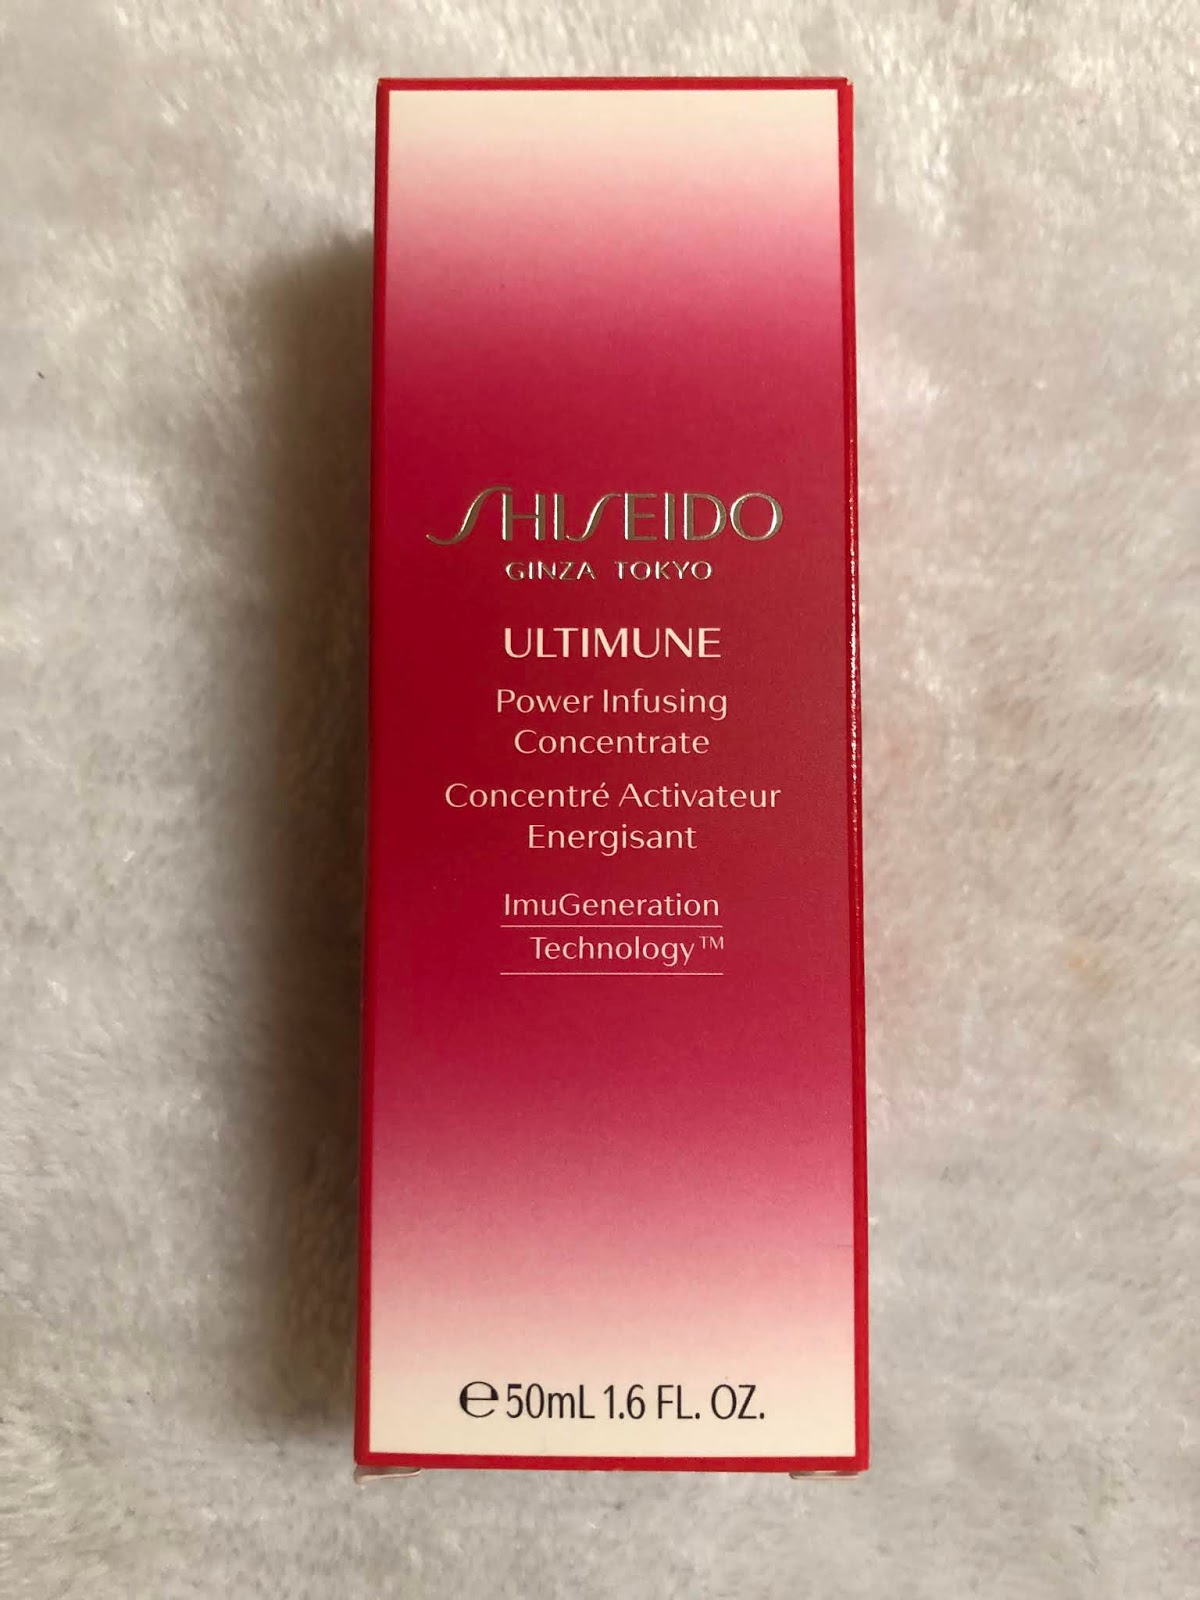 SHISEIDO
GINZA TOKYO
ULTIMUNE
Power Infusing
Concentrate
Concentré Activateur
Energisant
ImuGeneration
Technology™
℮50mL 1.6 FL. OZ.